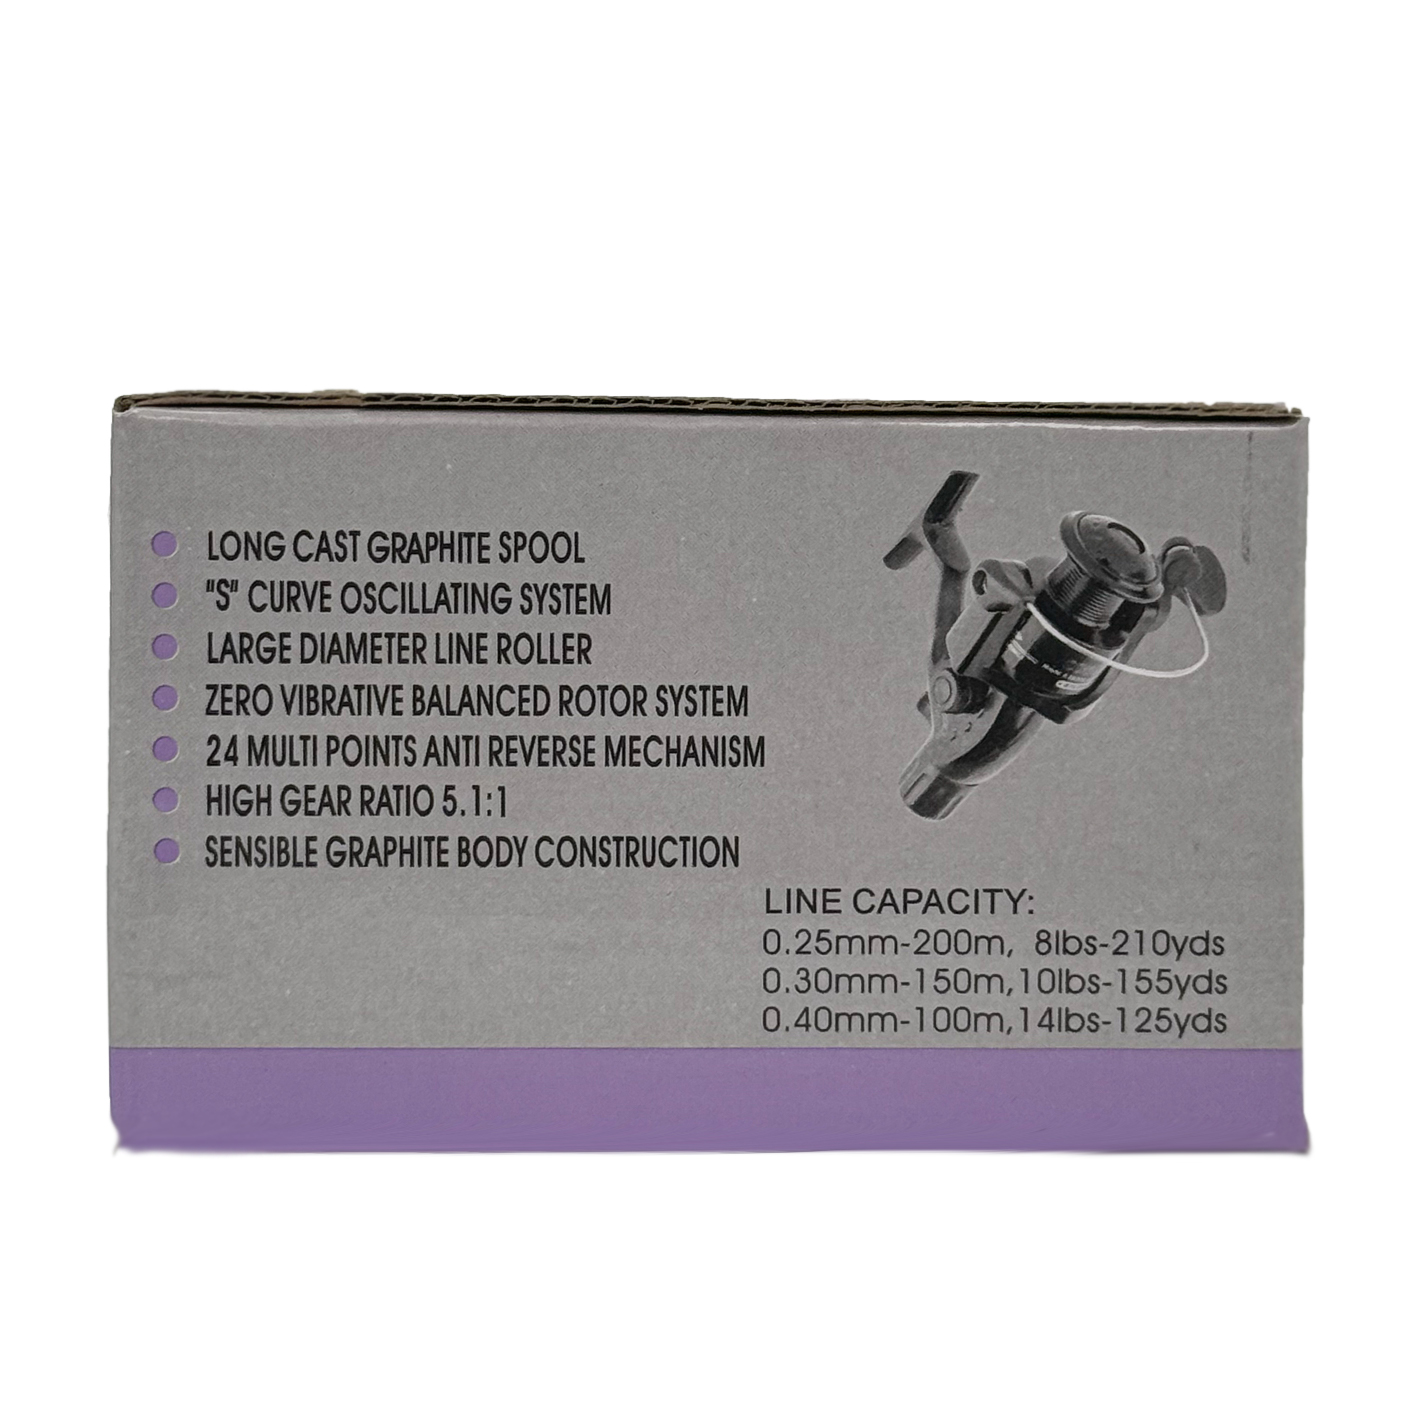 LONG CAST GRAPHITE SPOOL
"S" CURVE OSCILLATING SYSTEM
LARGE DIAMETER LINE ROLLER
ZERO VIBRATIVE BALANCED ROTOR SYSTEM
24 MULTI POINTS ANTI REVERSE MECHANISM
HIGH GEAR RATIO 5.1:1
SENSIBLE GRAPHITE BODY CONSTRUCTION
LINE CAPACITY:
0.25mm-200m, 8lbs-210yds
0.30mm-150m,10lbs-155yds
0.40mm-100m,14lbs-125yds